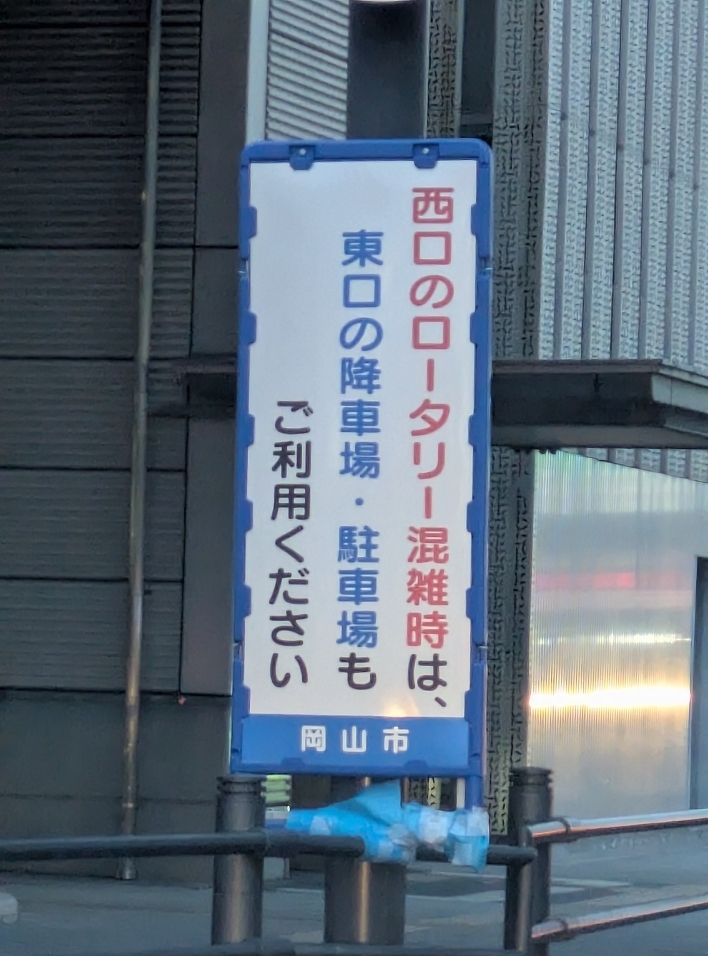 西口のロータリー混雑時は、
東口の降車場・駐車場も
ご利用ください
岡山市